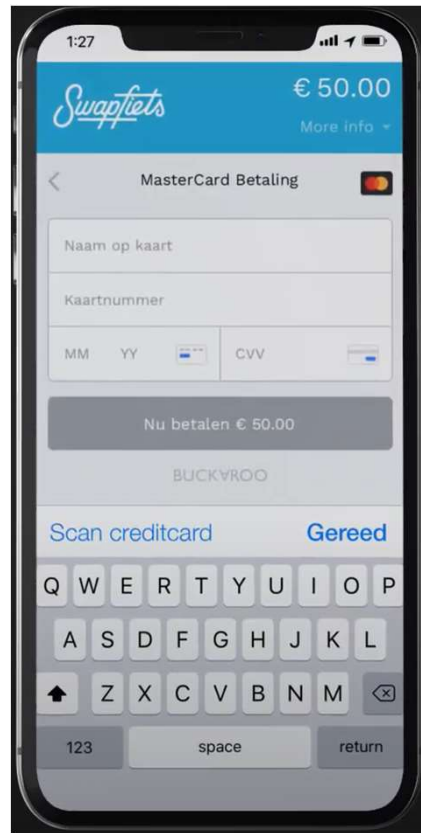 1:27
Swapfiets
€ 50.00
More info
MasterCard Betaling
Naam op kaart
Kaartnummer
MM YY CVV
Nu betalen € 50.00
BUCKAROO
Scan creditcard Gereed
Q W E R T Y U I O P
A S D F G H J K L
Z X C V B N M
123 space return